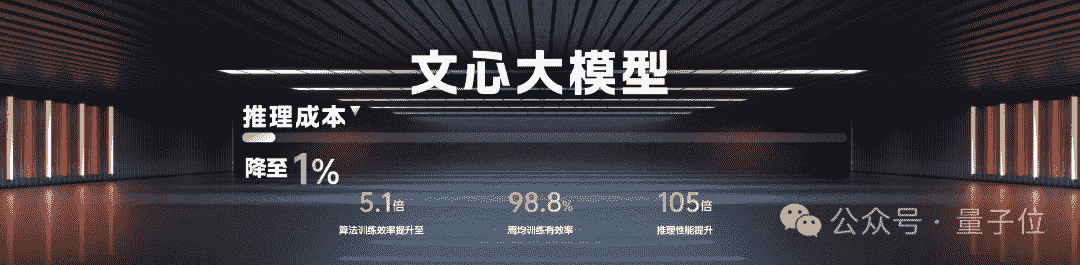 文心大模型
推理成本
降至1%
5.1倍 98.8% 105倍
算法训练效率提升至 周均训练有效率 推理性能提升
公众号·量子位